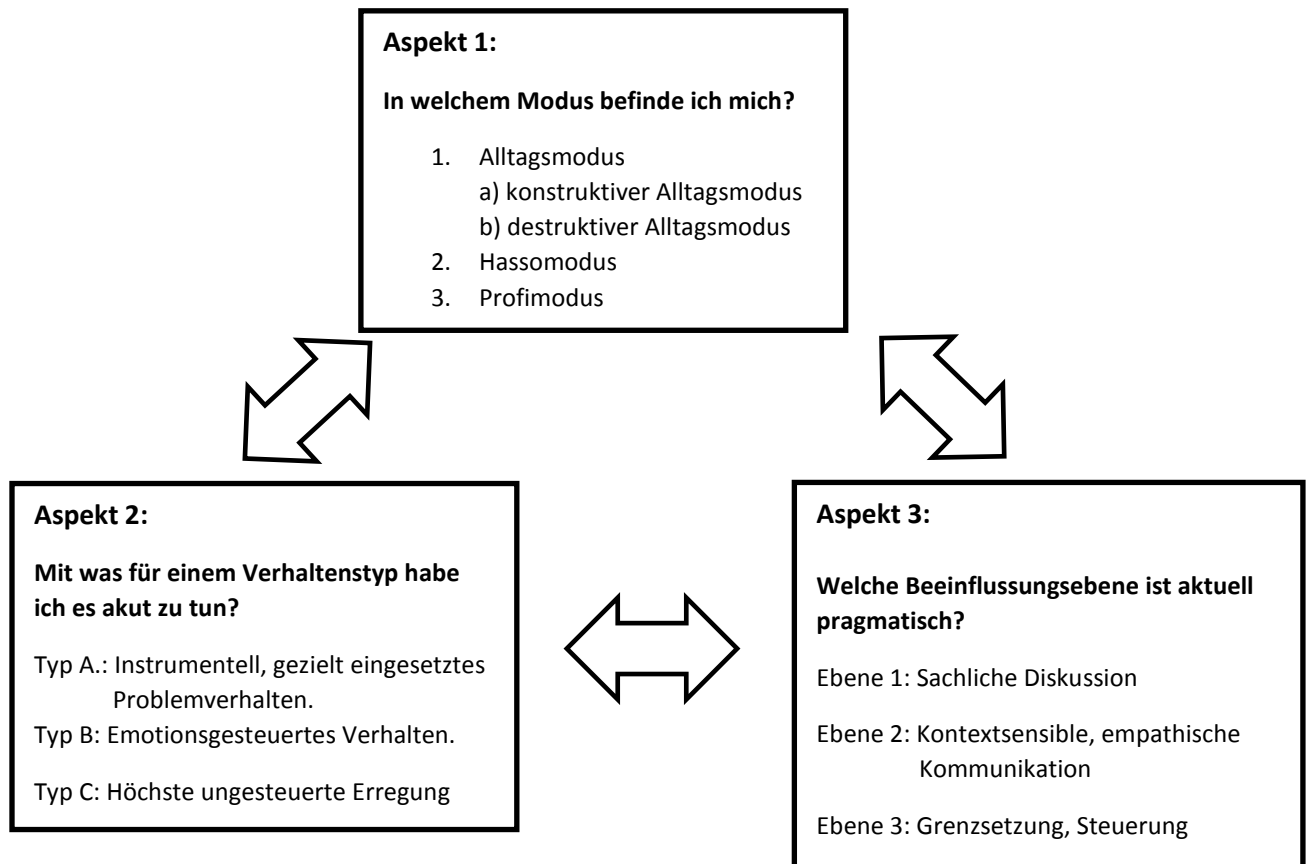 Aspekt 1:
In welchem Modus befinde ich mich?
1. Alltagsmodus
a) konstruktiver Alltagsmodus
b) destruktiver Alltagsmodus
2. Hassomodus
3. Profimodus
Aspekt 2:
Mit was für einem Verhaltenstyp habe
ich es akut zu tun?
Typ A.: Instrumentell, gezielt eingesetztes
Problemverhalten.
Typ B: Emotionsgesteuertes Verhalten.
Typ C: Höchste ungesteuerte Erregung
Aspekt 3:
Welche Beeinflussungsebene ist aktuell
pragmatisch?
Ebene 1: Sachliche Diskussion
Ebene 2: Kontextsensible, empathische
Kommunikation
Ebene 3: Grenzsetzung, Steuerung